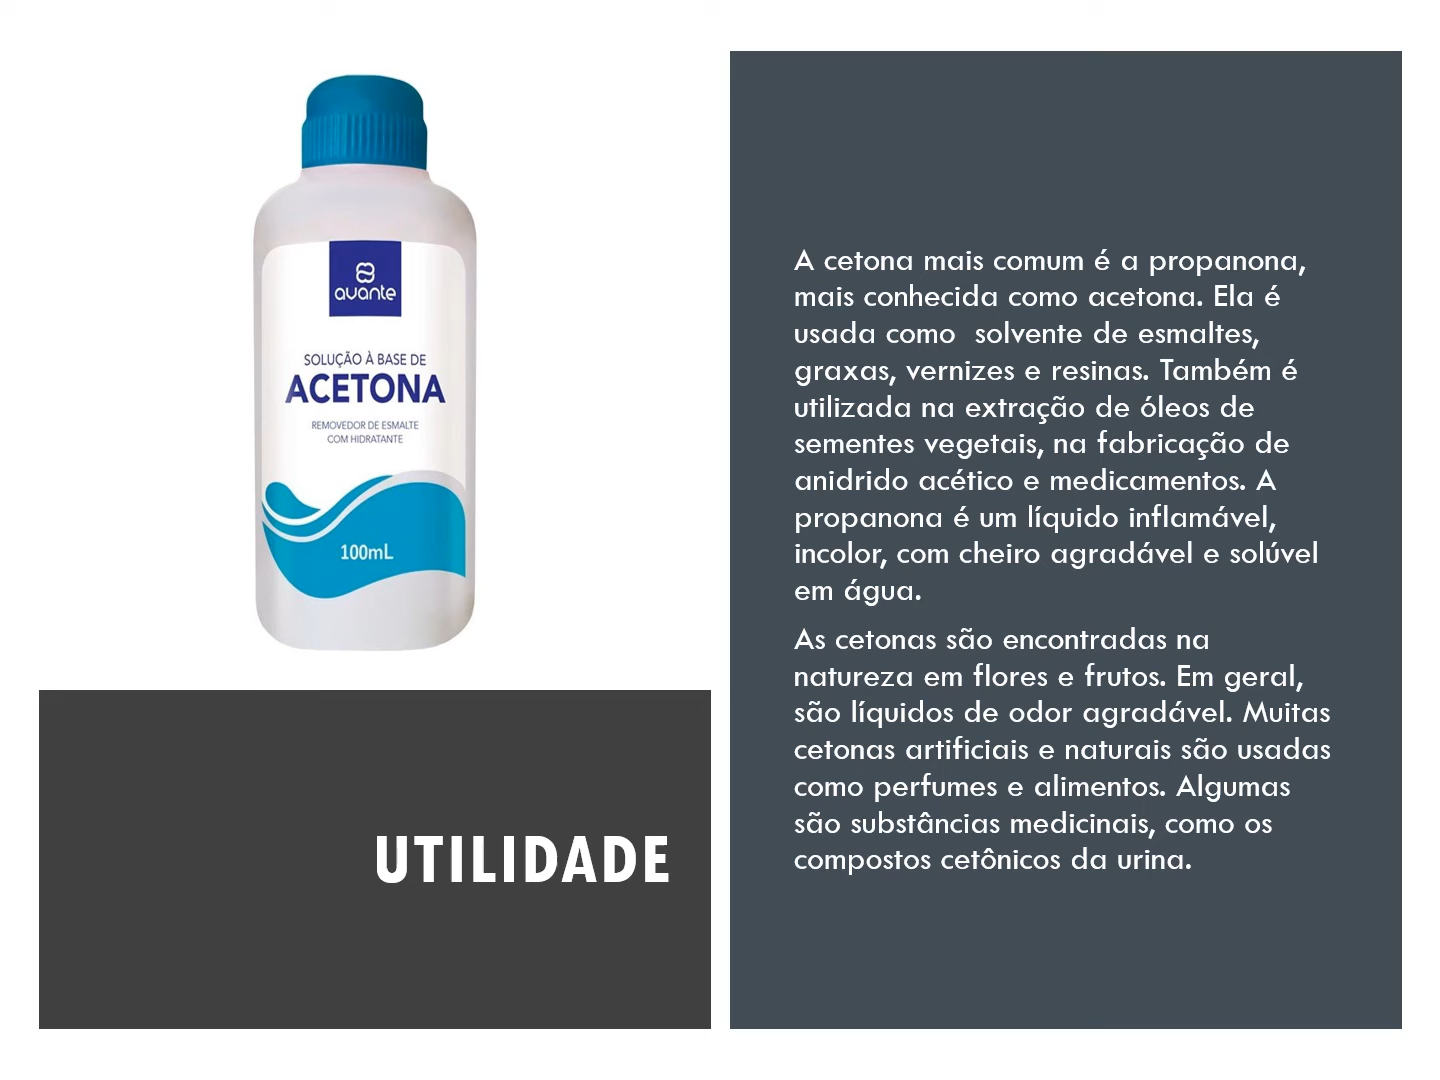 avante
SOLUÇÃO À BASE DE
ACETONA
REMOVEDOR DE ESMALTE
COM HIDRATANTE
100mL
UTILIDADE
A cetona mais comum é a propanona,
mais conhecida como acetona. Ela é
usada como  solvente de esmaltes,
graxas, vernizes e resinas. Também é
utilizada na extração de óleos de
sementes vegetais, na fabricação de
anidrido acético e medicamentos. A
propanona é um líquido inflamável,
incolor, com cheiro agradável e solúvel
em água.
As cetonas são encontradas na
natureza em flores e frutos. Em geral,
são líquidos de odor agradável. Muitas
cetonas artificiais e naturais são usadas
como perfumes e alimentos. Algumas
são substâncias medicinais, como os
compostos cetônicos da urina.